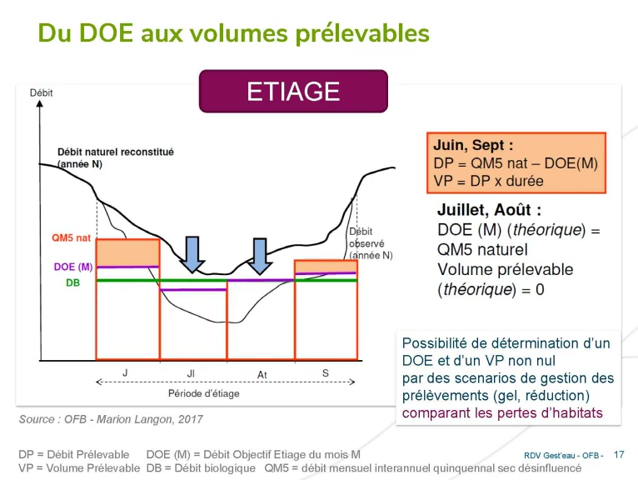 Du DOE aux volumes prélevables
ETIAGE
Débit
Débit naturel reconstitué
(année N)
QM5 nat
DOE (M)
DB
Débit
observé
(année N)
J
Jl
At
S
Période d'étiage
Juin, Sept :
DP = QM5 nat – DOE(M)
VP = DP x durée
Juillet, Août :
DOE (M) (théorique) =
QM5 naturel
Volume prélevable
(théorique) = 0
Possibilité de détermination d'un
DOE et d'un VP non nul
par des scenarios de gestion des
prélèvements (gel, réduction)
comparant les pertes d'habitats
Source : OFB - Marion Langon, 2017
DP = Débit Prélevable DOE (M) = Débit Objectif Etiage du mois M
VP = Volume Prélevable DB = Débit biologique QM5 = débit mensuel interannuel quinquennal sec désinfluencé
RDV Gest'eau - OFB - 17